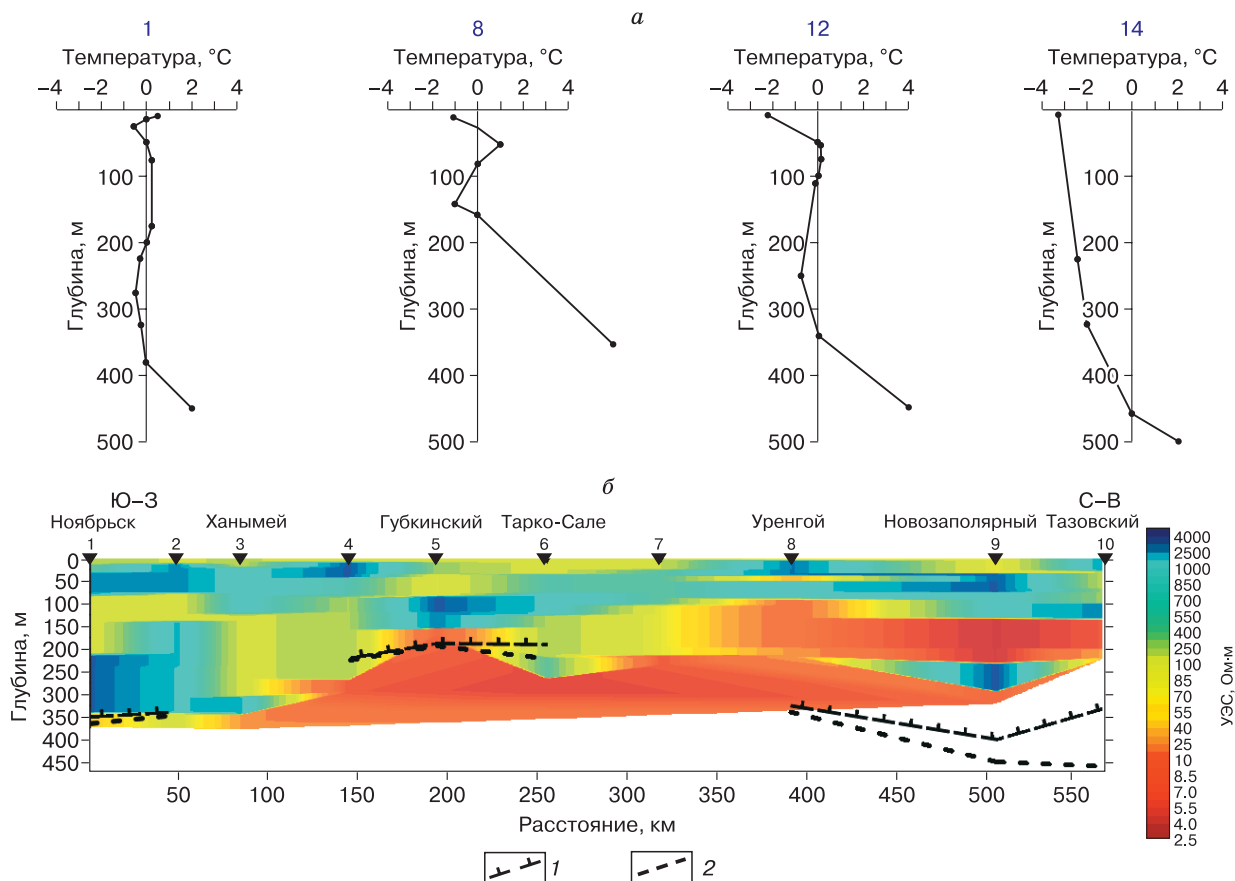 а
1 8 12 14
Температура, °C Температура, °C Температура, °C Температура, °C
−4 −2 0 2 4 −4 −2 0 2 4 −4 −2 0 2 4 −4 −2 0 2 4
100 100 100 100
200 200 200 200
300 300 300 300
400 400 400 400
500 500 500 500
Глубина, м Глубина, м Глубина, м Глубина, м
б
Ю–З С–В
Ноябрьск Ханымей Губкинский Тарко-Сале Уренгой Новозаполярный Тазовский
1 2 3 4 5 6 7 8 9 10
0
50
100
150
200
250
300
350
400
450
Глубина, м
50 100 150 200 250 300 350 400 450 500 550
Расстояние, км
4000
2500
1000
850
700
550
400
250
100
85
70
55
40
25
10
8.5
7.0
5.5
4.0
2.5
УЭС, Ом·м
1 2